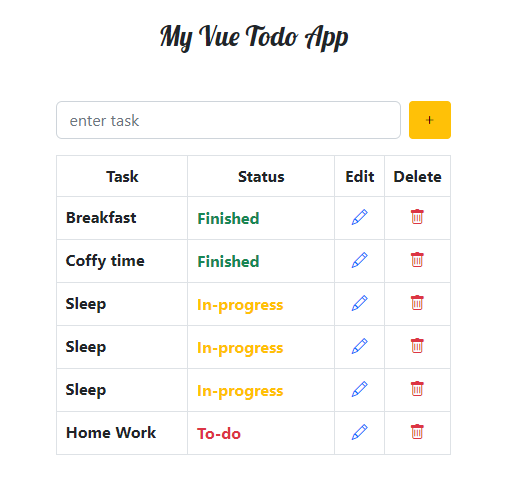 My Vue Todo App
enter task +
Task Status Edit Delete
Breakfast Finished
Coffy time Finished
Sleep In-progress
Sleep In-progress
Sleep In-progress
Home Work To-do